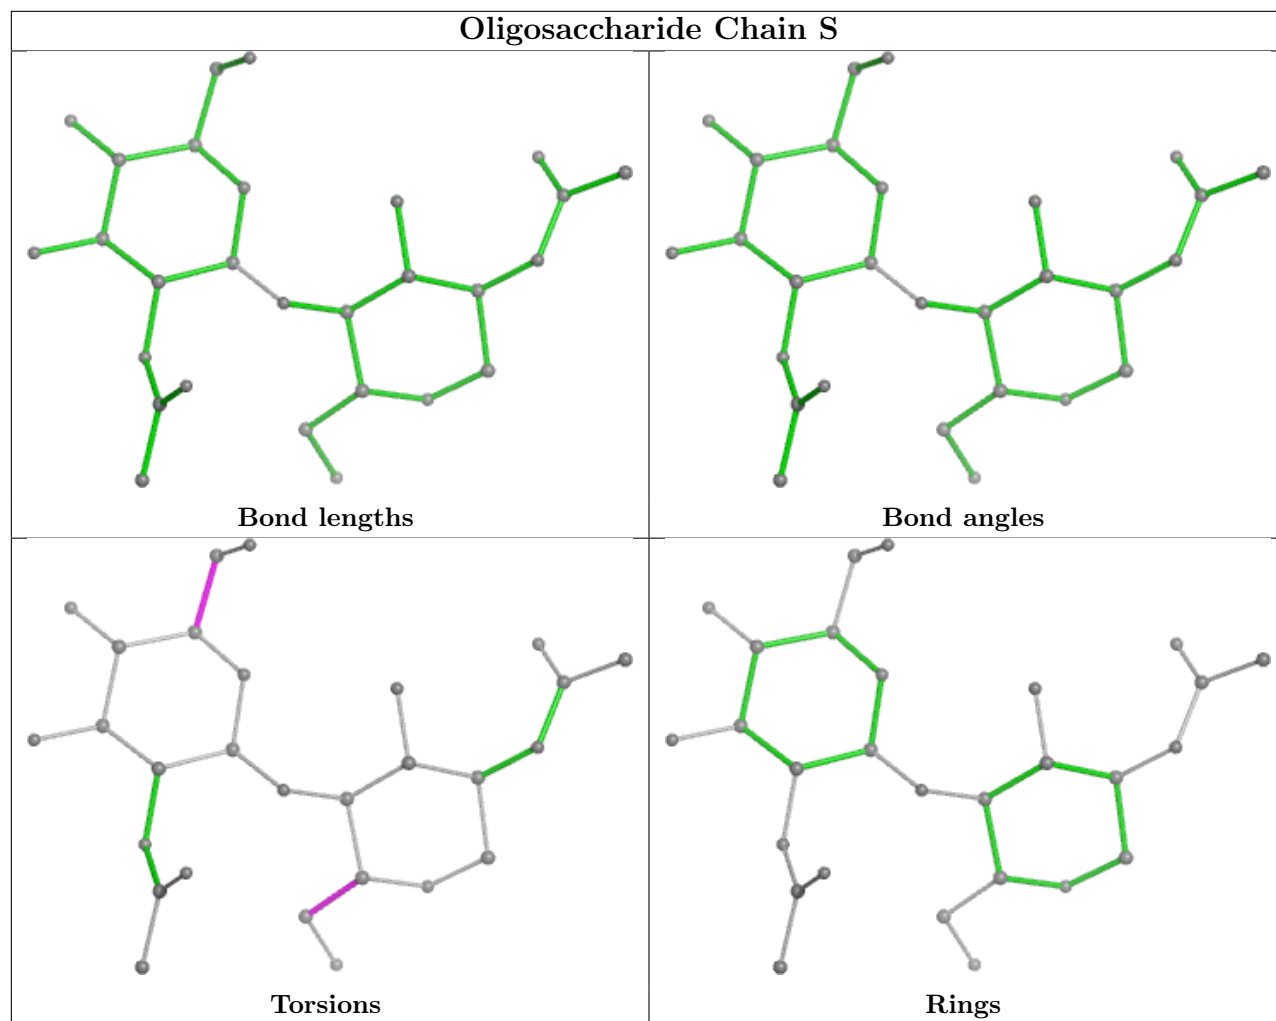 Oligosaccharide Chain S
Bond lengths
Bond angles
Torsions
Rings